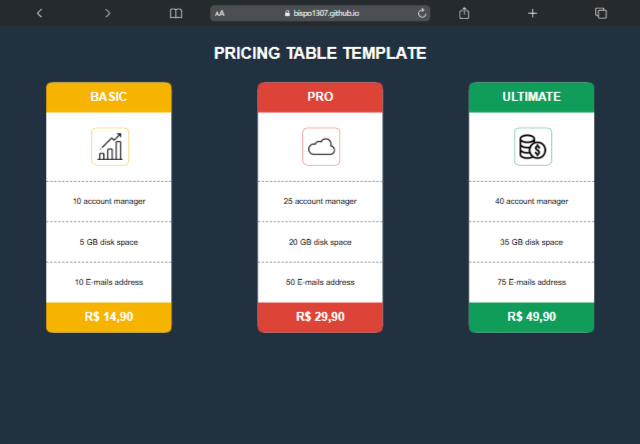 AA bispo1307.github.io
PRICING TABLE TEMPLATE
BASIC
10 account manager
5 GB disk space
10 E-mails address
R$ 14,90
PRO
$
25 account manager
20 GB disk space
50 E-mails address
R$ 29,90
ULTIMATE
$
40 account manager
35 GB disk space
75 E-mails address
R$ 49,90